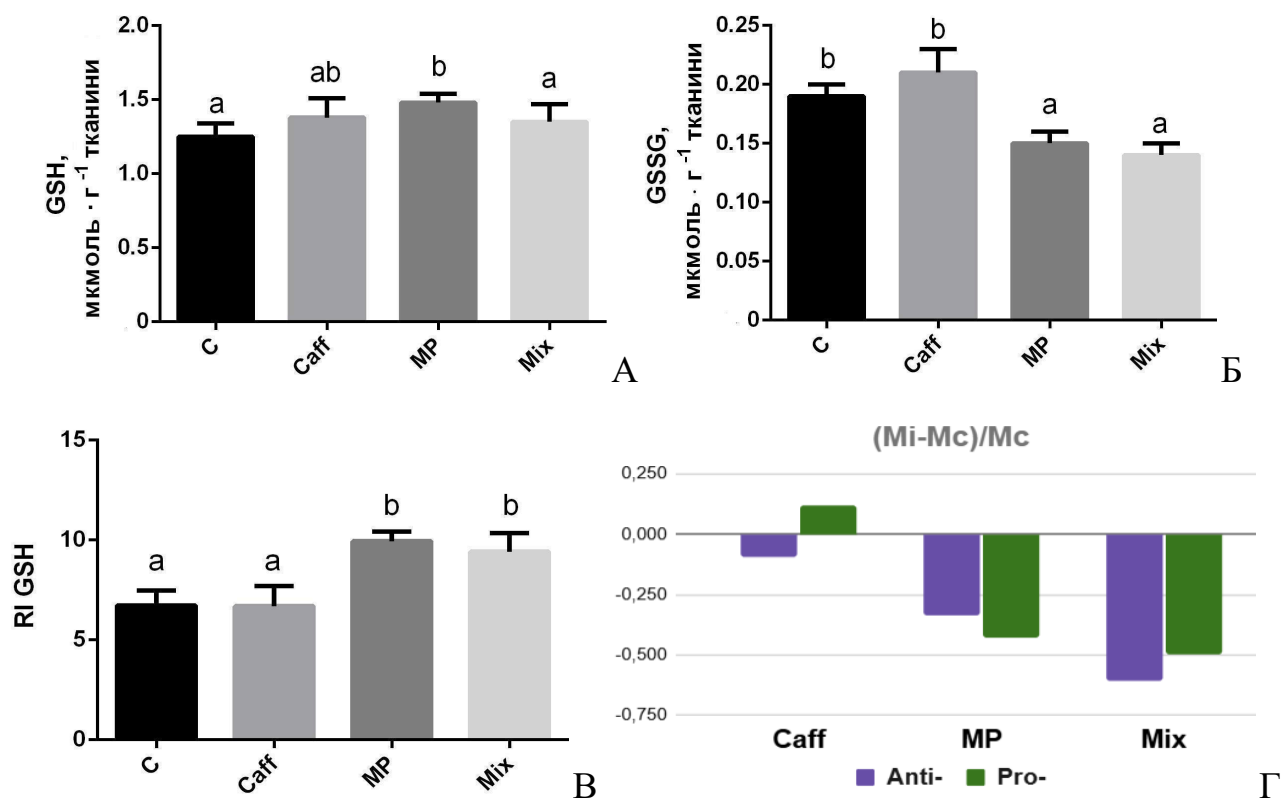 2.0
1.5
1.0
0.5
0
GSH,
мкмоль · г ⁻¹ тканини
a
ab
b
a
C
Caff
MP
Mix
А
0.25
0.20
0.15
0.10
0.05
0
GSSG,
мкмоль · г ⁻¹ тканини
b
b
a
a
C
Caff
MP
Mix
Б
15
10
5
0
RI GSH
a
a
b
b
C
Caff
MP
Mix
В
(Mi-Mc)/Mc
0,250
0,000
-0,250
-0,500
-0,750
Caff
MP
Mix
Anti- Pro-
Г